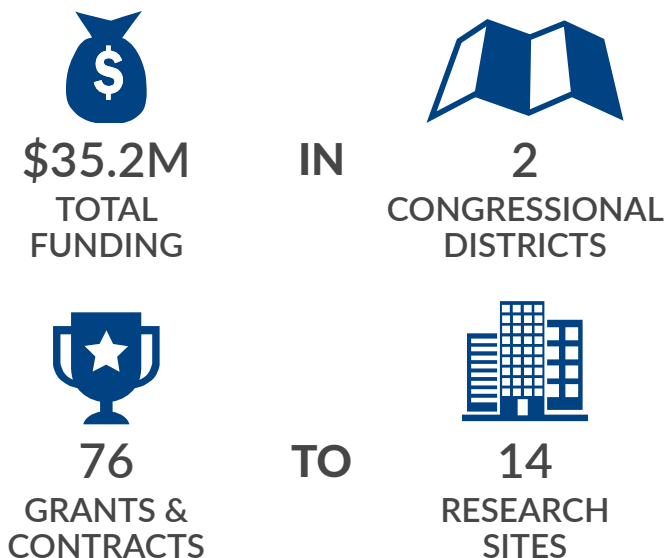 $
$35.2M IN 2
TOTAL CONGRESSIONAL
FUNDING DISTRICTS
76 TO 14
GRANTS & RESEARCH
CONTRACTS SITES